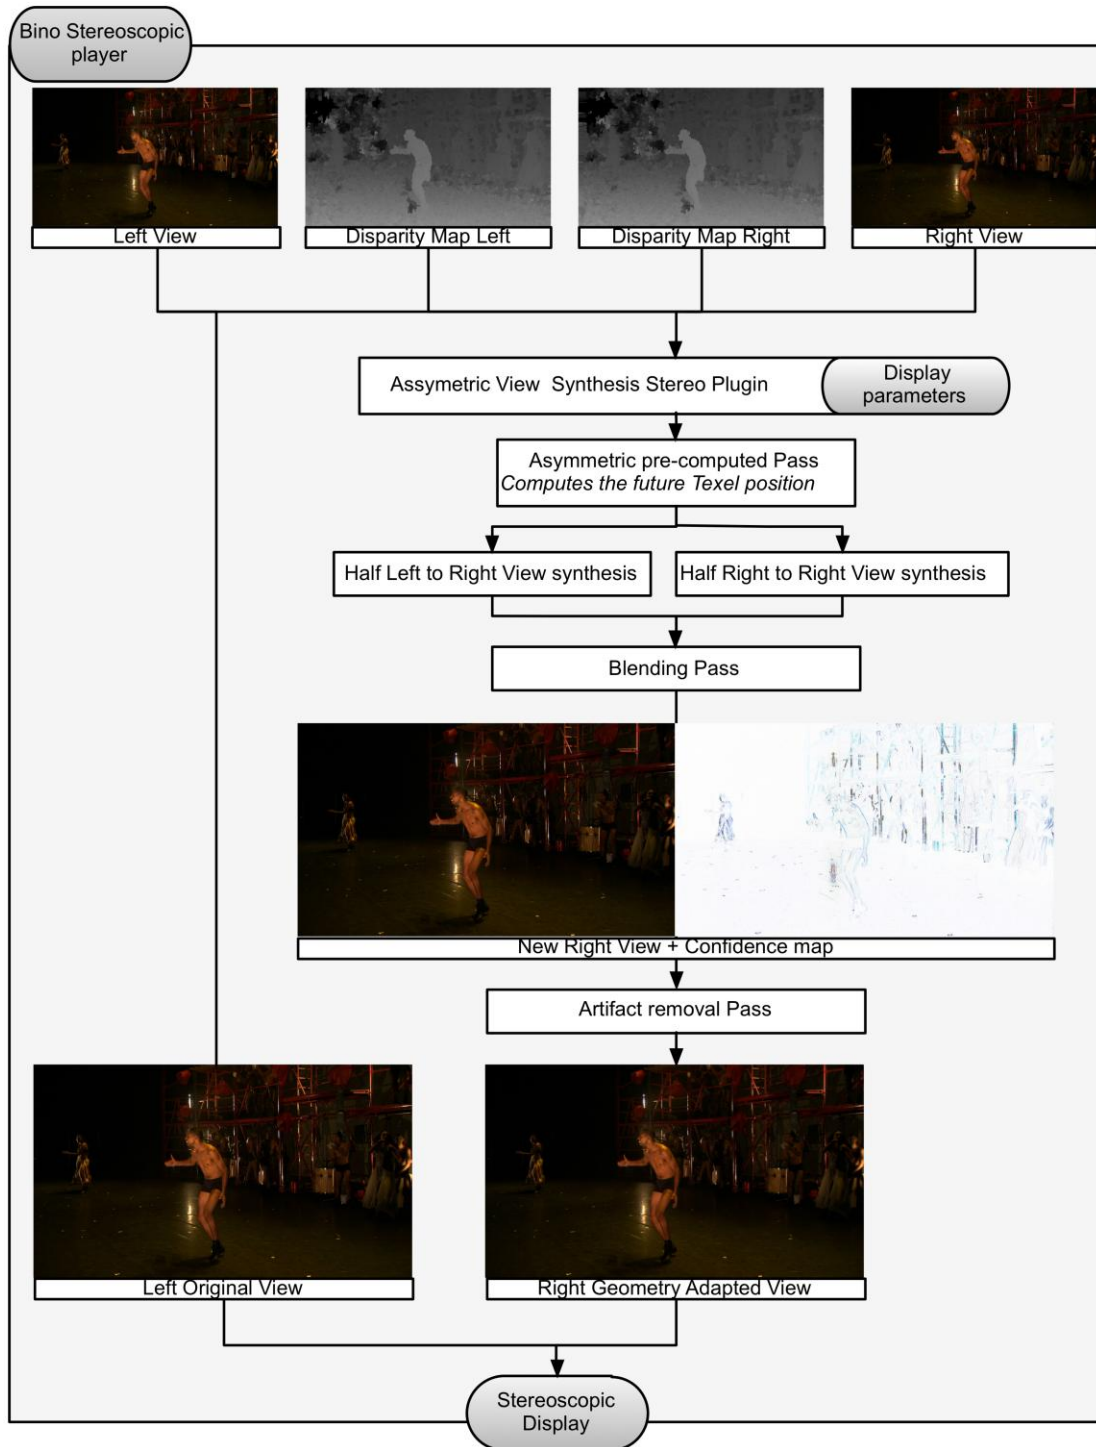 Bino Stereoscopic
player
Left View
Disparity Map Left
Disparity Map Right
Right View
Assymetric View Synthesis Stereo Plugin
Display
parameters
Asymmetric pre-computed Pass
Computes the future Texel position
Half Left to Right View synthesis
Half Right to Right View synthesis
Blending Pass
New Right View + Confidence map
Artifact removal Pass
Left Original View
Right Geometry Adapted View
Stereoscopic
Display